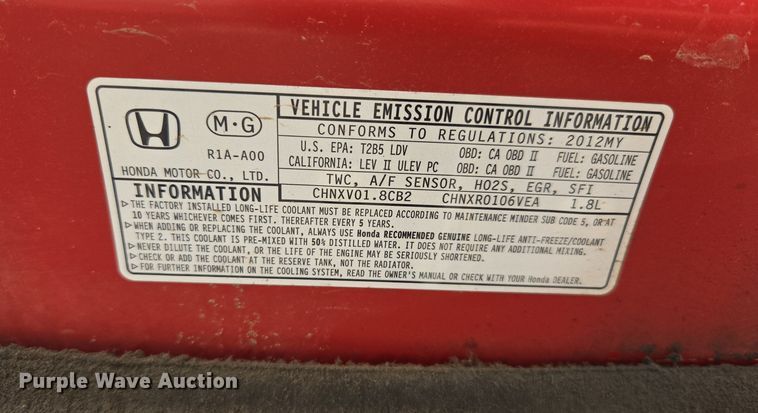 M·G
R1A-A00
HONDA MOTOR CO., LTD.
VEHICLE EMISSION CONTROL INFORMATION
CONFORMS TO REGULATIONS: 2012MY
U.S. EPA: T2B5 LDV OBD: CA OBD II FUEL: GASOLINE
CALIFORNIA: LEV II ULEV PC OBD: CA OBD II FUEL: GASOLINE
TWC, A/F SENSOR, HO2S, EGR, SFI
CHNXV01.8CB2 CHNXR0106VEA 1.8L
INFORMATION
▷THE FACTORY INSTALLED LONG-LIFE COOLANT MUST BE REPLACED ACCORDING TO MAINTENANCE MINDER SUB CODE 5, OR AT
10 YEARS WHICHEVER COMES FIRST. THEREAFTER EVERY 5 YEARS.
▷WHEN ADDING OR REPLACING THE COOLANT, ALWAYS USE Honda RECOMMENDED GENUINE LONG-LIFE ANTI-FREEZE/COOLANT
TYPE 2. THIS COOLANT IS PRE-MIXED WITH 50% DISTILLED WATER. IT DOES NOT REQUIRE ANY ADDITIONAL MIXING.
▷NEVER DILUTE THE COOLANT, OR THE LIFE OF THE ENGINE MAY BE SERIOUSLY SHORTENED.
▷CHECK OR ADD THE COOLANT AT THE RESERVE TANK, NOT THE RADIATOR.
▷FOR FURTHER INFORMATION ON THE COOLING SYSTEM, READ THE OWNER'S MANUAL OR CHECK WITH YOUR Honda DEALER.
Purple Wave Auction